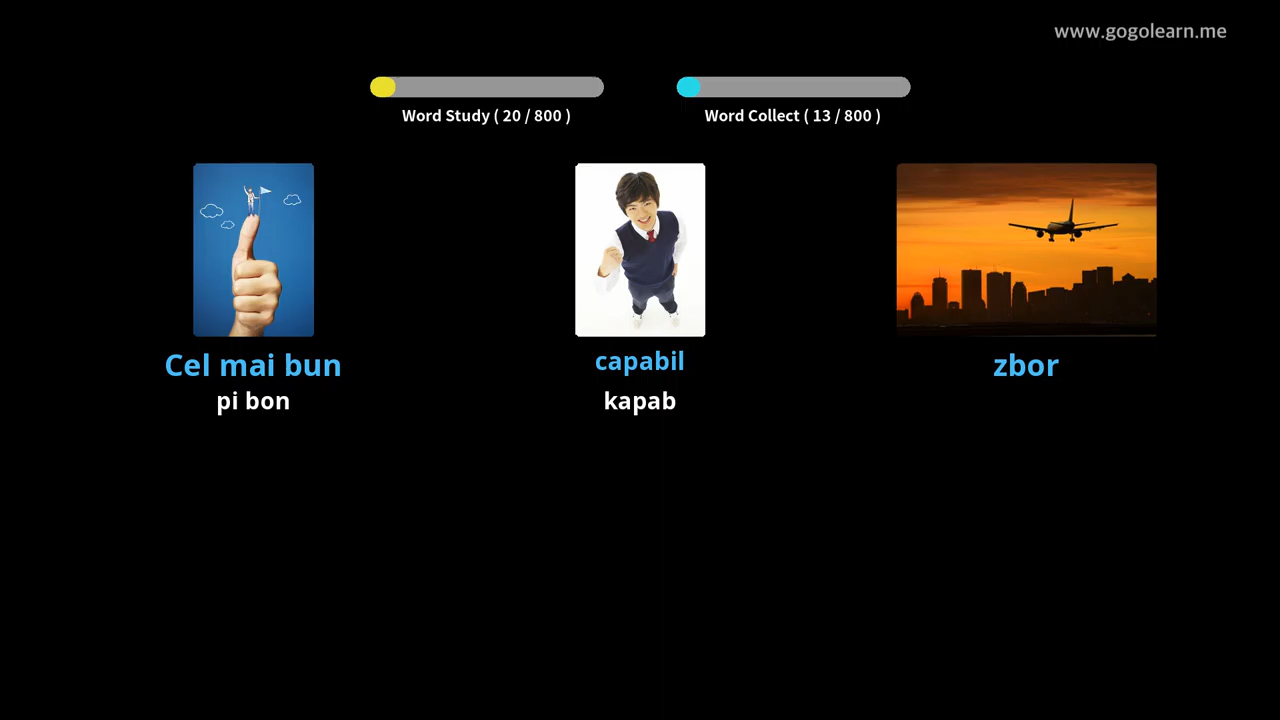 www.gogolearn.me
Word Study ( 20 / 800 )
Word Collect ( 13 / 800 )
Cel mai bun
pi bon
capabil
kapab
zbor